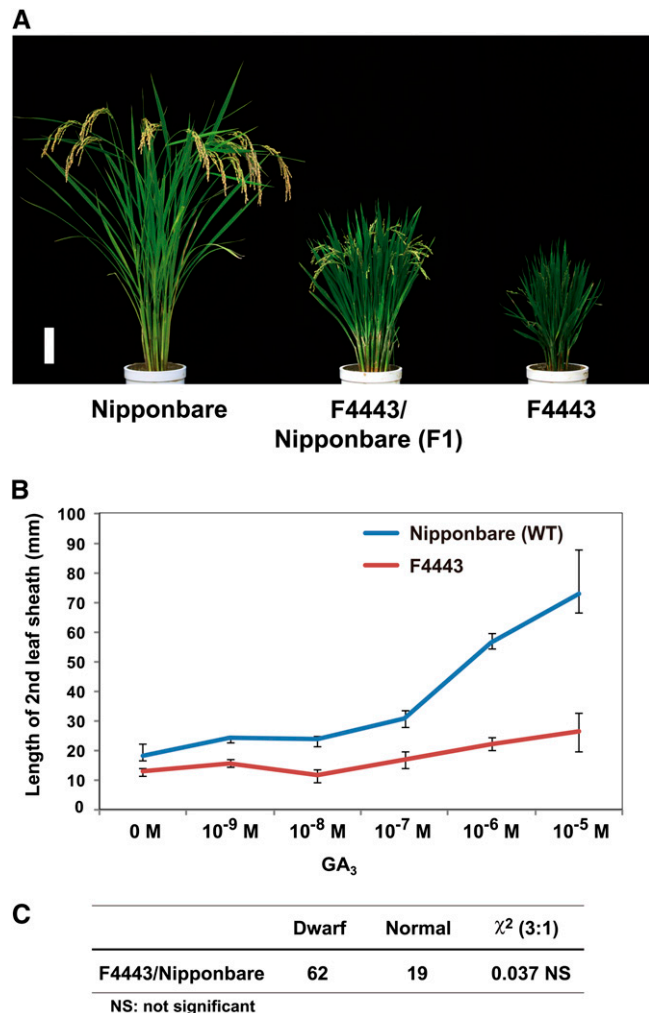 A
Nipponbare
F4443/
Nipponbare (F1)
F4443
B
100
90
80
70
60
50
40
30
20
10
0
Length of 2nd leaf sheath (mm)
Nipponbare (WT)
F4443
0 M 10⁻⁹ M 10⁻⁸ M 10⁻⁷ M 10⁻⁶ M 10⁻⁵ M
GA₃
C
Dwarf Normal χ² (3:1)
F4443/Nipponbare 62 19 0.037 NS
NS: not significant